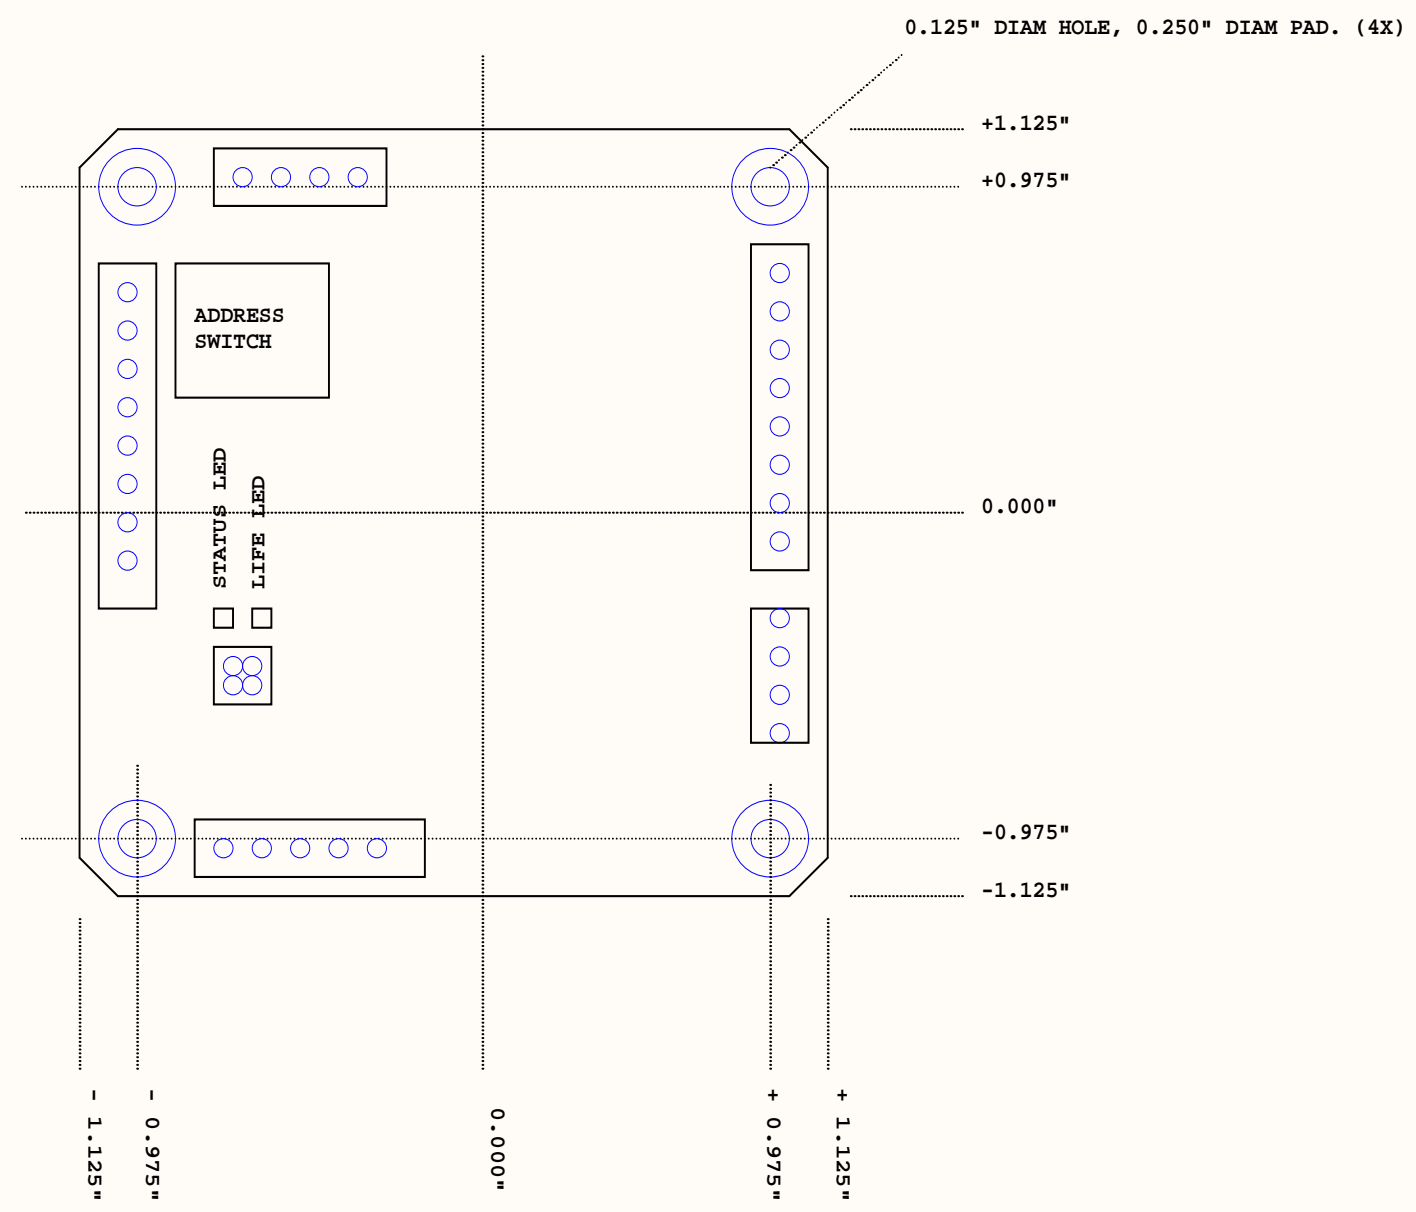 0.125" DIAM HOLE, 0.250" DIAM PAD. (4X)
+1.125"
+0.975"
ADDRESS
SWITCH
STATUS LED
LIFE LED
0.000"
-0.975"
-1.125"
- 1.125"
- 0.975"
0.000"
+ 0.975"
+ 1.125"